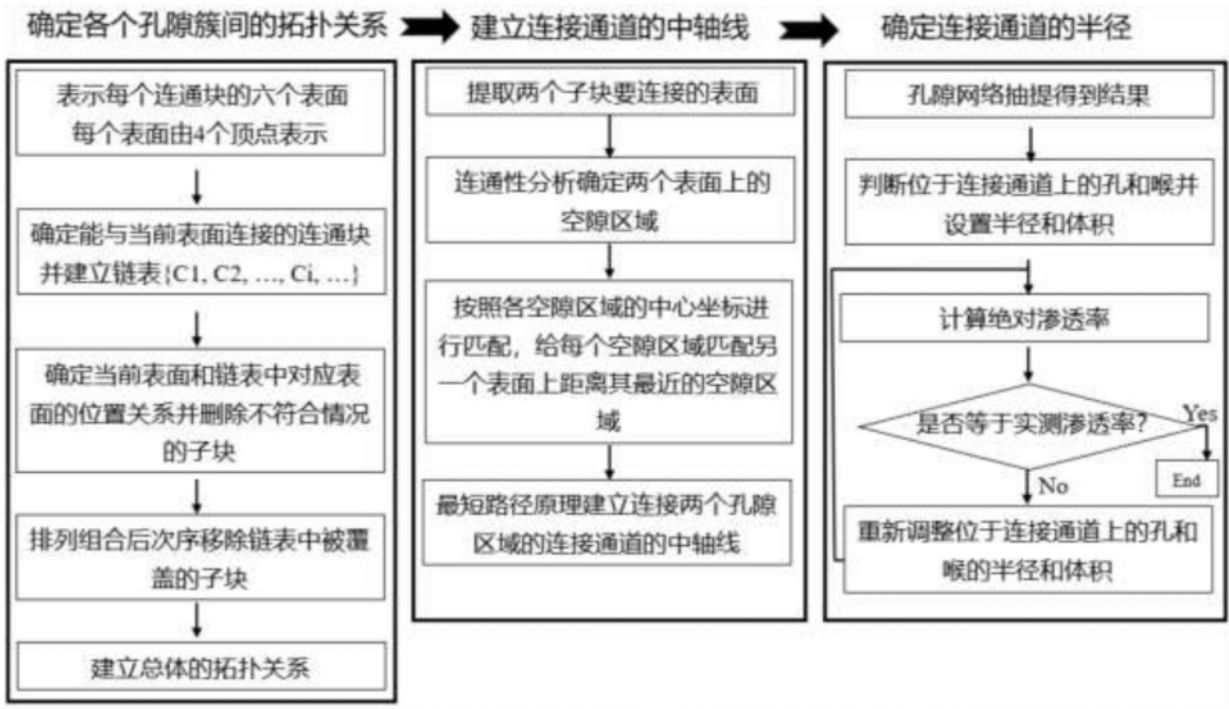 确定各个孔隙簇间的拓扑关系
建立连接通道的中轴线
确定连接通道的半径
表示每个连通块的六个表面
每个表面由4个顶点表示
确定能与当前表面连接的连通块
并建立链表{C1, C2, …, Ci, …}
确定当前表面和链表中对应表
面的位置关系并删除不符合情况
的子块
排列组合后次序移除链表中被覆
盖的子块
建立总体的拓扑关系
提取两个子块要连接的表面
连通性分析确定两个表面上的
空隙区域
按照各空隙区域的中心坐标进
行匹配，给每个空隙区域匹配另
一个表面上距离其最近的空隙区
域
最短路径原理建立连接两个孔隙
区域的连接通道的中轴线
孔隙网络抽提得到结果
判断位于连接通道上的孔和喉并
设置半径和体积
计算绝对渗透率
是否等于实测渗透率?
Yes
End
No
重新调整位于连接通道上的孔和
喉的半径和体积